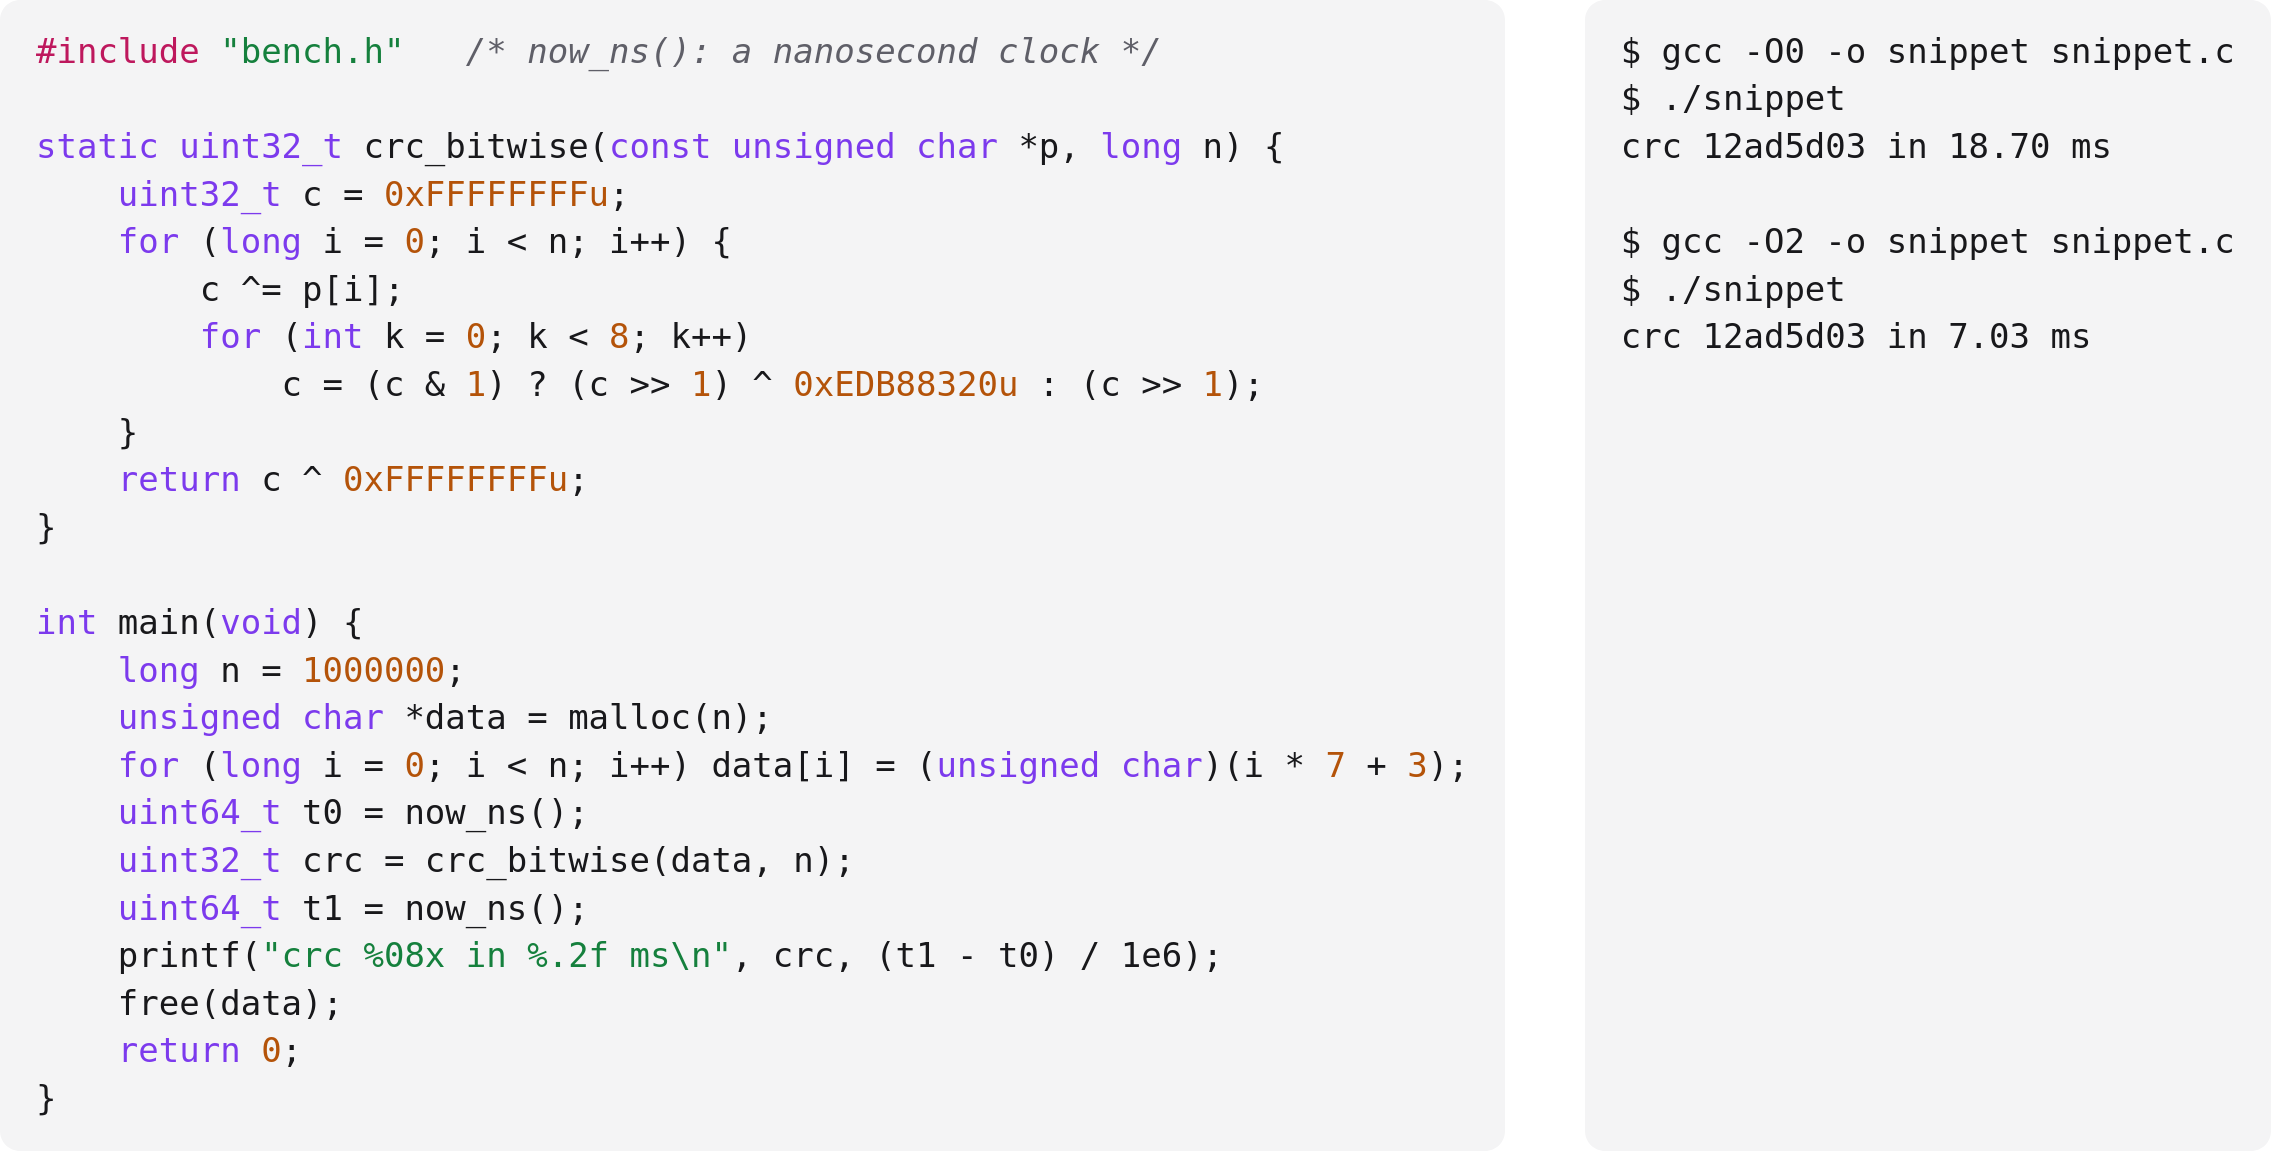 #include "bench.h"   /* now_ns(): a nanosecond clock */

static uint32_t crc_bitwise(const unsigned char *p, long n) {
    uint32_t c = 0xFFFFFFFFu;
    for (long i = 0; i < n; i++) {
        c ^= p[i];
        for (int k = 0; k < 8; k++)
            c = (c & 1) ? (c >> 1) ^ 0xEDB88320u : (c >> 1);
    }
    return c ^ 0xFFFFFFFFu;
}

int main(void) {
    long n = 1000000;
    unsigned char *data = malloc(n);
    for (long i = 0; i < n; i++) data[i] = (unsigned char)(i * 7 + 3);
    uint64_t t0 = now_ns();
    uint32_t crc = crc_bitwise(data, n);
    uint64_t t1 = now_ns();
    printf("crc %08x in %.2f ms\n", crc, (t1 - t0) / 1e6);
    free(data);
    return 0;
}

$ gcc -O0 -o snippet snippet.c
$ ./snippet
crc 12ad5d03 in 18.70 ms

$ gcc -O2 -o snippet snippet.c
$ ./snippet
crc 12ad5d03 in 7.03 ms